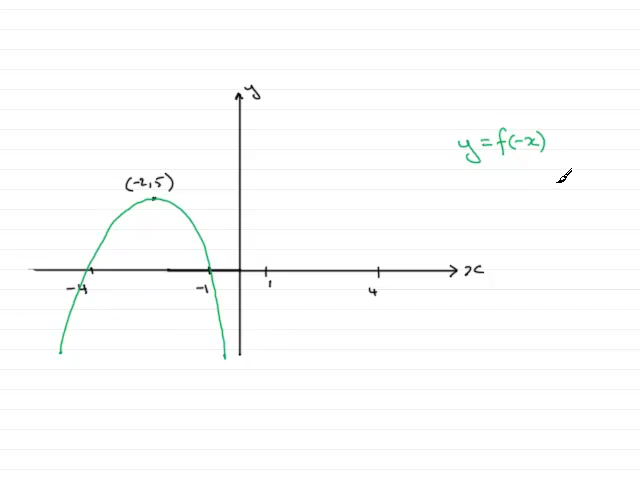 y
y = f(-x)
(-2,5)
x
-4
-1
1
4